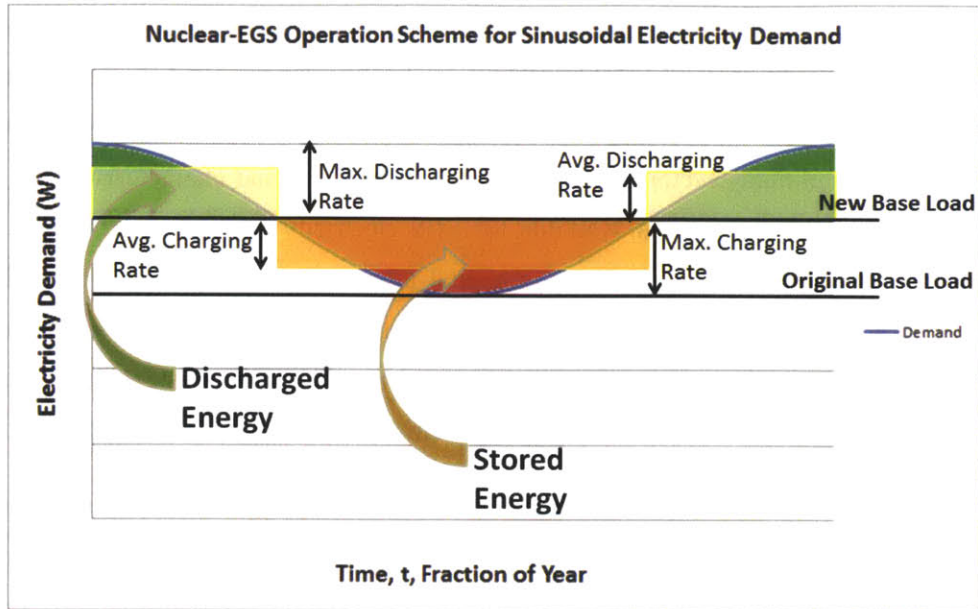 Nuclear-EGS Operation Scheme for Sinusoidal Electricity Demand
Electricity Demand (W)
Max. Discharging
Rate
Avg. Discharging
Rate
New Base Load
Avg. Charging
Rate
Max. Charging
Rate
Original Base Load
Demand
Discharged
Energy
Stored
Energy
Time, t, Fraction of Year